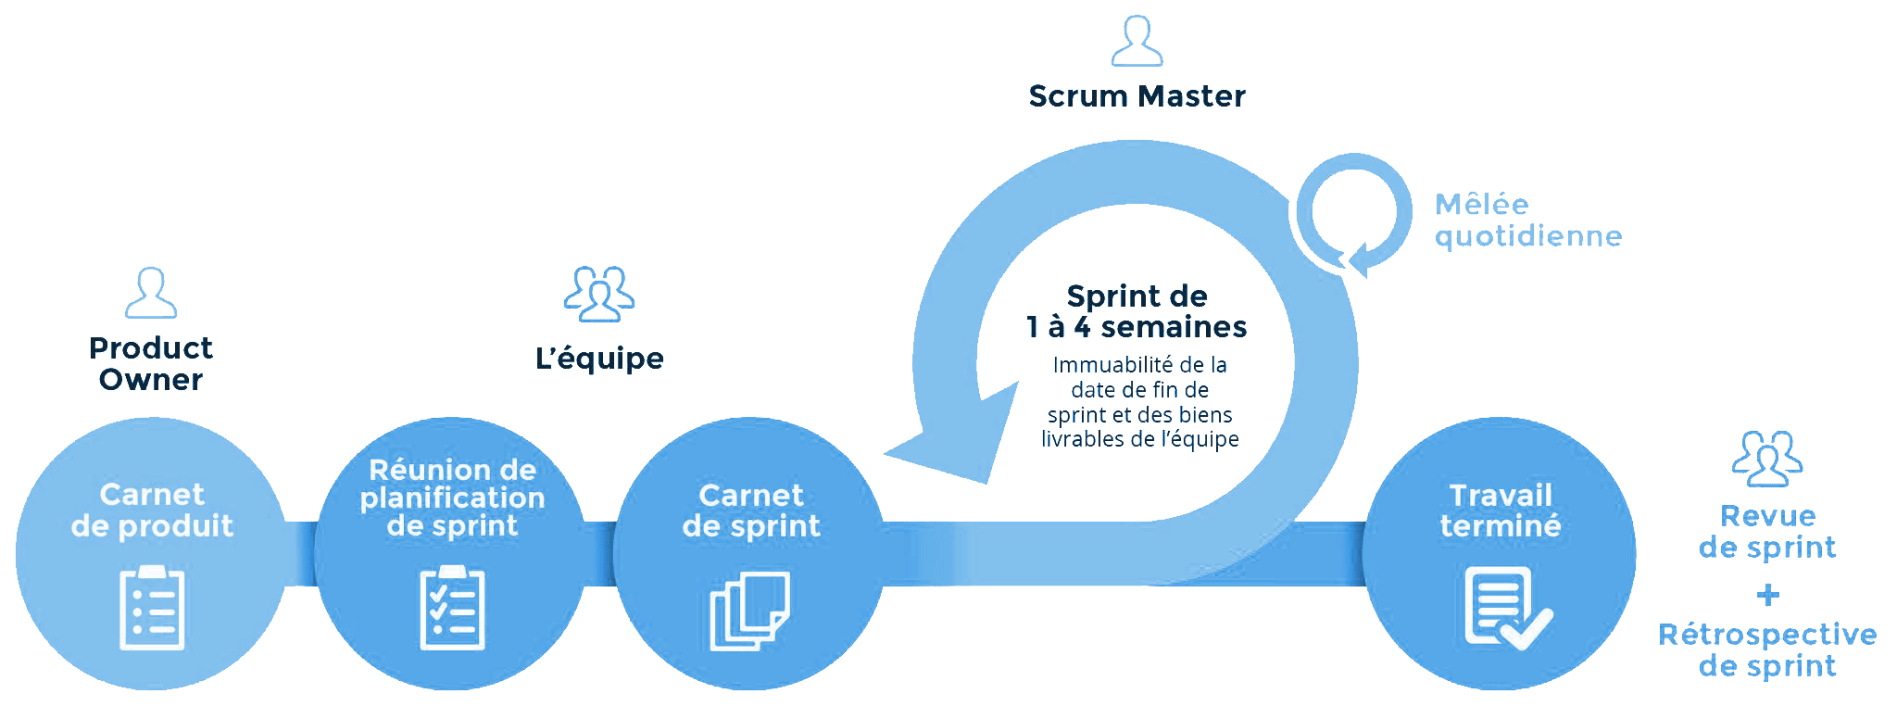 Product
Owner
Carnet
de produit
L'équipe
Réunion de
planification
de sprint
Carnet
de sprint
Scrum Master
Mêlée
quotidienne
Sprint de
1 à 4 semaines
Immuabilité de la
date de fin de
sprint et des biens
livrables de l'équipe
Travail
terminé
Revue
de sprint
+
Rétrospective
de sprint